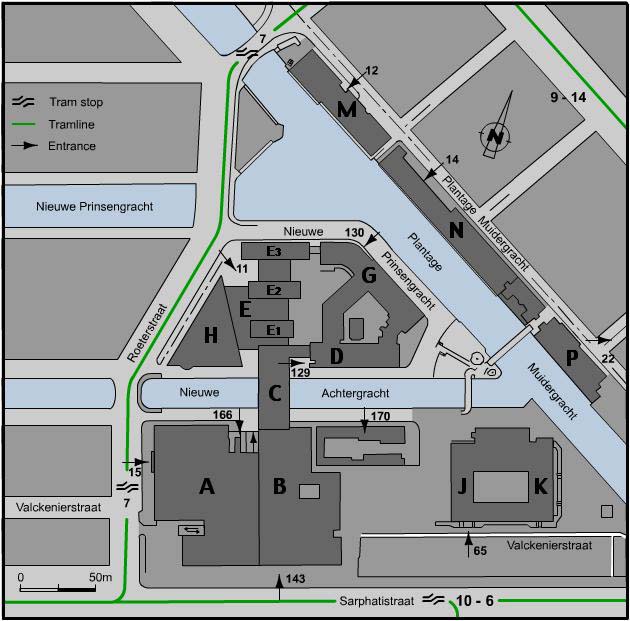 7
12
M
9 - 14
Tram stop
Tramline
Entrance
N
14
Plantage Muidergracht
Nieuwe Prinsengracht
N
Nieuwe
130
Prinsengracht
Plantage
E3
11
G
E2
E
E1
H
D
Roeterstraat
129
P
22
C
Nieuwe
Achtergracht
Muidergracht
166
170
15
A
B
J
K
7
Valckenierstraat
65
Valckenierstraat
0
50m
143
Sarphatistraat
10 - 6